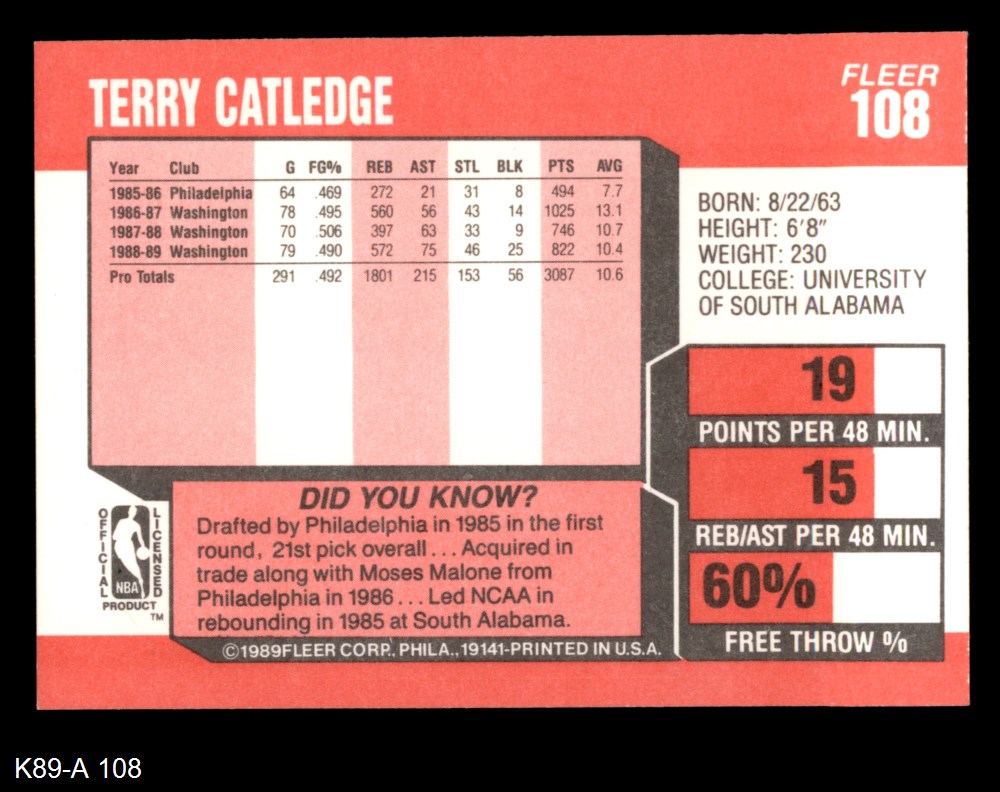 TERRY CATLEDGE
FLEER
108
Year Club G FG% REB AST STL BLK PTS AVG
1985-86 Philadelphia 64 .469 272 21 31 8 494 7.7
1986-87 Washington 78 .495 560 56 43 14 1025 13.1
1987-88 Washington 70 .506 397 63 33 9 746 10.7
1988-89 Washington 79 .490 572 75 46 25 822 10.4
Pro Totals 291 .492 1801 215 153 56 3087 10.6
BORN: 8/22/63
HEIGHT: 6'8"
WEIGHT: 230
COLLEGE: UNIVERSITY
OF SOUTH ALABAMA
19
POINTS PER 48 MIN.
15
REB/AST PER 48 MIN.
60%
FREE THROW %
OFFICIAL
LICENSED
NBA
PRODUCT
TM
DID YOU KNOW?
Drafted by Philadelphia in 1985 in the first
round, 21st pick overall... Acquired in
trade along with Moses Malone from
Philadelphia in 1986... Led NCAA in
rebounding in 1985 at South Alabama.
©1989FLEER CORP., PHILA., 19141-PRINTED IN U.S.A.
K89-A 108